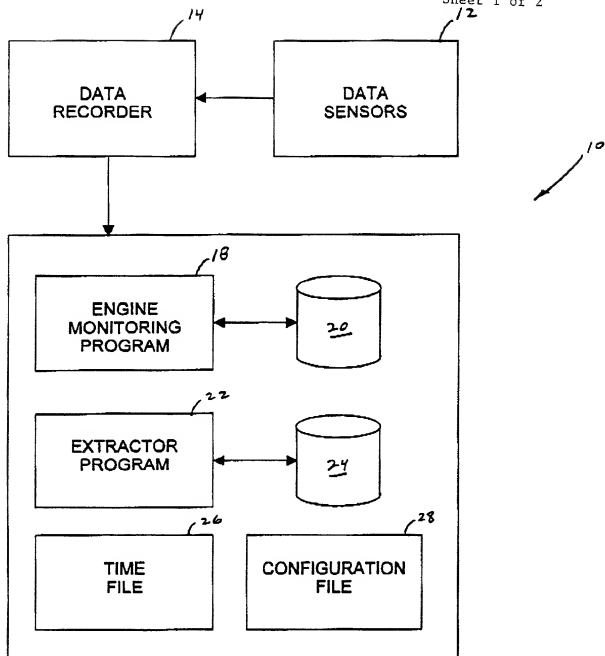 Sheet 1 of 2
14
12
DATA
RECORDER
DATA
SENSORS
10
18
ENGINE
MONITORING
PROGRAM
20
22
EXTRACTOR
PROGRAM
24
26
28
TIME
FILE
CONFIGURATION
FILE